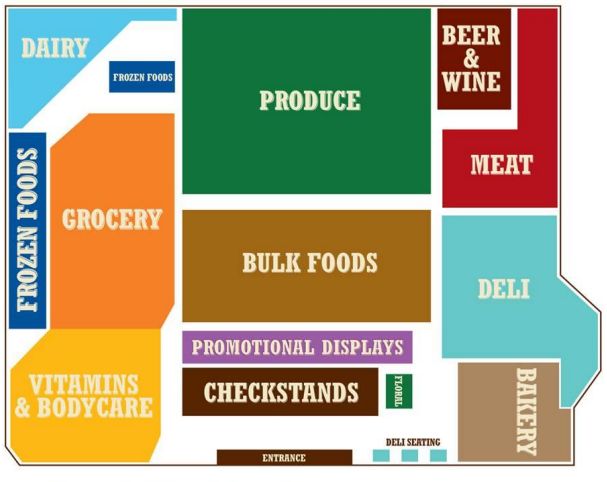 DAIRY
FROZEN FOODS
PRODUCE
BEER
&
WINE
MEAT
FROZEN FOODS
GROCERY
BULK FOODS
DELI
PROMOTIONAL DISPLAYS
VITAMINS
& BODYCARE
CHECKSTANDS
FLORAL
BAKERY
DELI SEATING
ENTRANCE